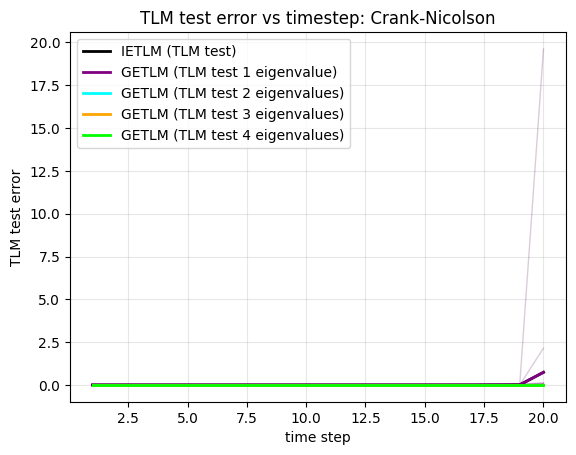 TLM test error vs timestep: Crank-Nicolson
IETLM (TLM test)
GETLM (TLM test 1 eigenvalue)
GETLM (TLM test 2 eigenvalues)
GETLM (TLM test 3 eigenvalues)
GETLM (TLM test 4 eigenvalues)
TLM test error
20.0
17.5
15.0
12.5
10.0
7.5
5.0
2.5
0.0
2.5 5.0 7.5 10.0 12.5 15.0 17.5 20.0
time step